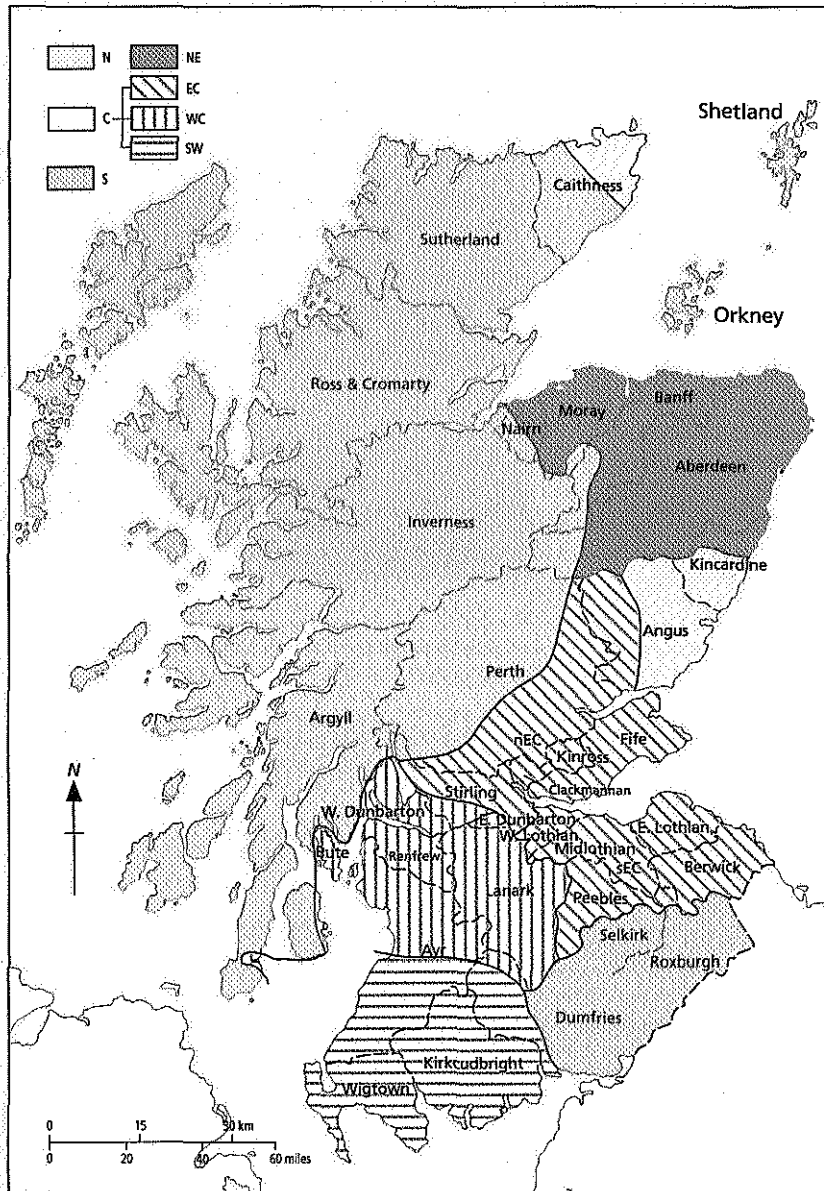 N NE
EC
C WC
SW
S
Shetland
Caithness
Sutherland
Orkney
Ross & Cromarty
Banff
Moray
Nairn
Aberdeen
Inverness
Kincardine
Angus
Perth
Argyll
nEC
Fife
Kinross
Stirling
Clackmannan
N
W. Dunbarton
E. Dunbarton
E. Lothian
W. Lothian
Midlothian
Bute
Renfrew
sEC
Berwick
Lanark
Peebles
Selkirk
Ayr
Roxburgh
Dumfries
Kirkcudbright
Wigtown
0 15 50 km
0 20 40 60 miles